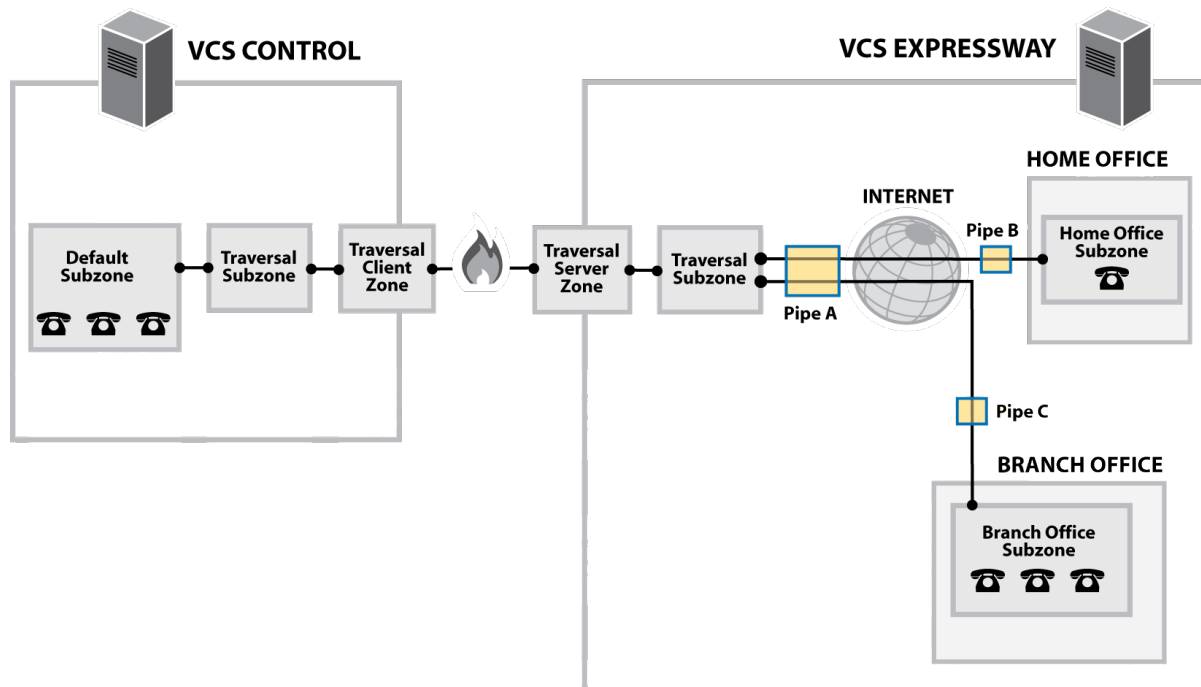 VCS CONTROL
VCS EXPRESSWAY
HOME OFFICE
INTERNET
Default
Subzone
Traversal
Subzone
Traversal
Client
Zone
Traversal
Server
Zone
Traversal
Subzone
Pipe A
Pipe B
Home Office
Subzone
Pipe C
BRANCH OFFICE
Branch Office
Subzone